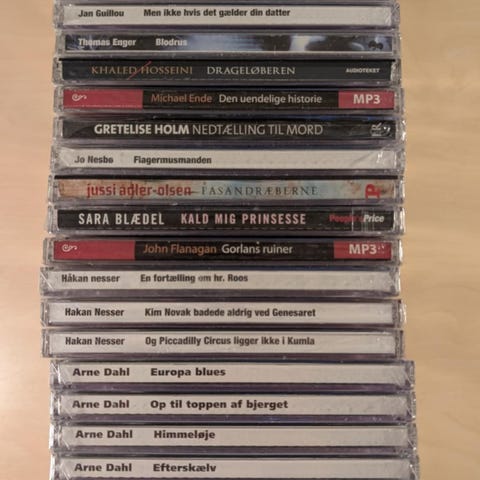 Jan Guillou Men ikke hvis det gælder din datter
Thomas Enger Blodrus
KHALED HOSSEINI DRAGELØBEREN AUDIOTEKET
Michael Ende Den uendelige historie MP3
GRETELISE HOLM NEDTÆLLING TIL MORD
Jo Nesbø Flagermusmanden
jussi adler-olsen FASANDRÆBERNE
SARA BLÆDEL KALD MIG PRINSESSE People'sPrice
John Flanagan Gorlans ruiner MP3
Håkan nesser En fortælling om hr. Roos
Hakan Nesser Kim Novak badede aldrig ved Genesaret
Hakan Nesser Og Piccadilly Circus ligger ikke i Kumla
Arne Dahl Europa blues
Arne Dahl Op til toppen af bjerget
Arne Dahl Himmeløje
Arne Dahl Efterskælv